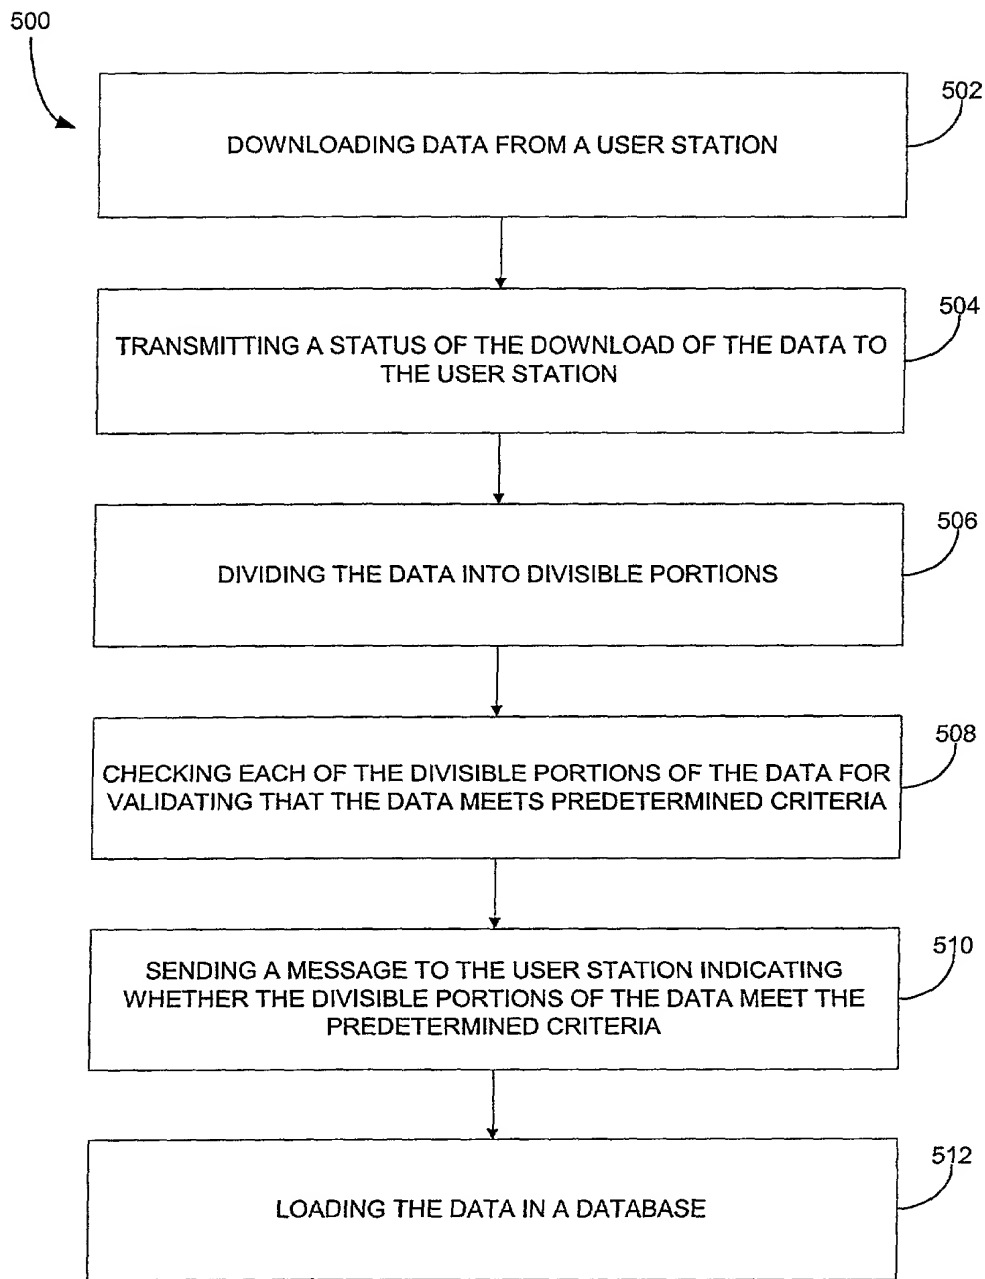 500
502
DOWNLOADING DATA FROM A USER STATION
504
TRANSMITTING A STATUS OF THE DOWNLOAD OF THE DATA TO
THE USER STATION
506
DIVIDING THE DATA INTO DIVISIBLE PORTIONS
508
CHECKING EACH OF THE DIVISIBLE PORTIONS OF THE DATA FOR
VALIDATING THAT THE DATA MEETS PREDETERMINED CRITERIA
510
SENDING A MESSAGE TO THE USER STATION INDICATING
WHETHER THE DIVISIBLE PORTIONS OF THE DATA MEET THE
PREDETERMINED CRITERIA
512
LOADING THE DATA IN A DATABASE